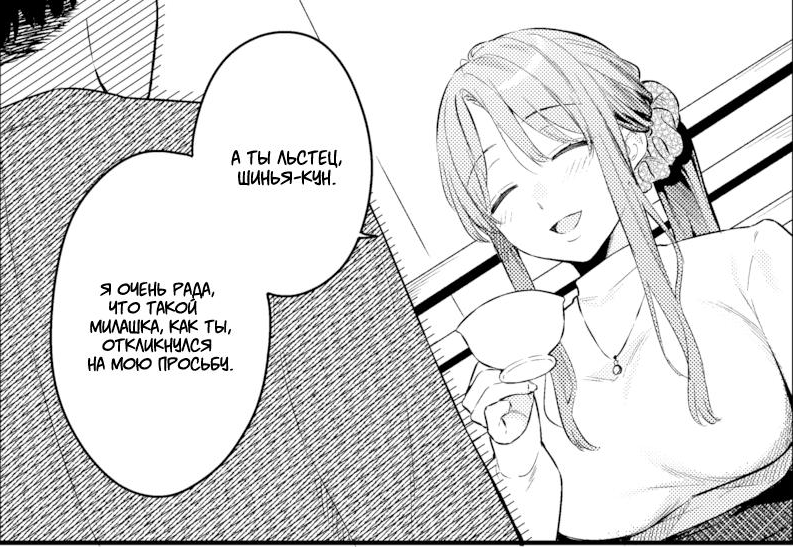 А ТЫ ЛЬСТЕЦ,
ШИНЬЯ-КУН.
Я ОЧЕНЬ РАДА,
ЧТО ТАКОЙ
МИЛАШКА, КАК ТЫ,
ОТКЛИКНУЛСЯ
НА МОЮ ПРОСЬБУ.